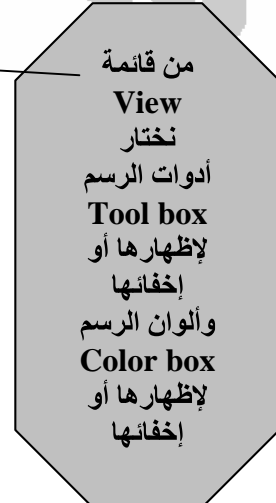 من قائمة
View
نختار
أدوات الرسم
Tool box
لإظهارها أو
إخفائها
وألوان الرسم
Color box
لإظهارها أو
إخفائها